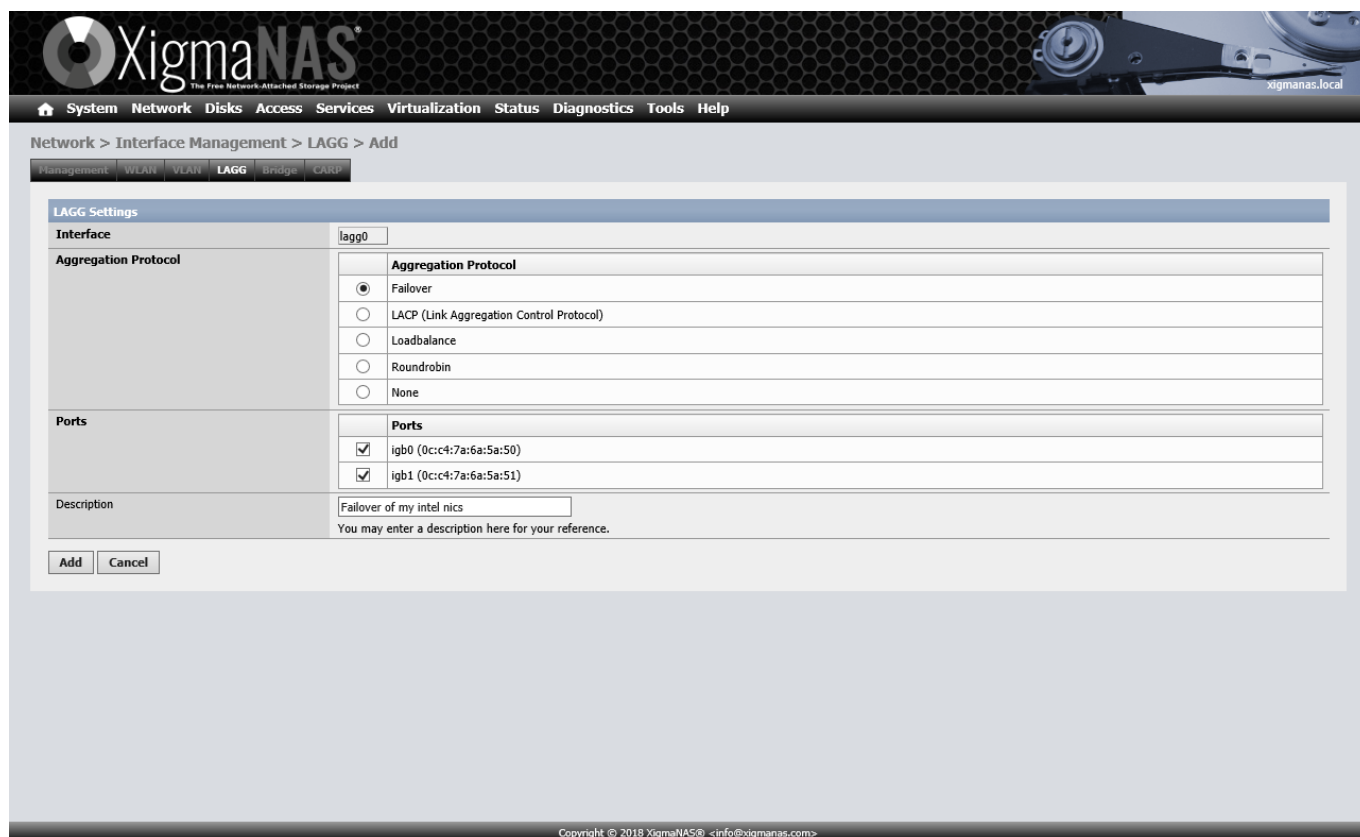 XigmaNAS®
The Free Network-Attached Storage Project
xigmanas.local
System Network Disks Access Services Virtualization Status Diagnostics Tools Help
Network > Interface Management > LAGG > Add
Management WLAN VLAN LAGG Bridge CARP
LAGG Settings
Interface lagg0
Aggregation Protocol
Aggregation Protocol
Failover
LACP (Link Aggregation Control Protocol)
Loadbalance
Roundrobin
None
Ports
Ports
igb0 (0c:c4:7a:6a:5a:50)
igb1 (0c:c4:7a:6a:5a:51)
Description
Failover of my intel nics
You may enter a description here for your reference.
Add Cancel
Copyright © 2018 XigmaNAS® <info@xigmanas.com>